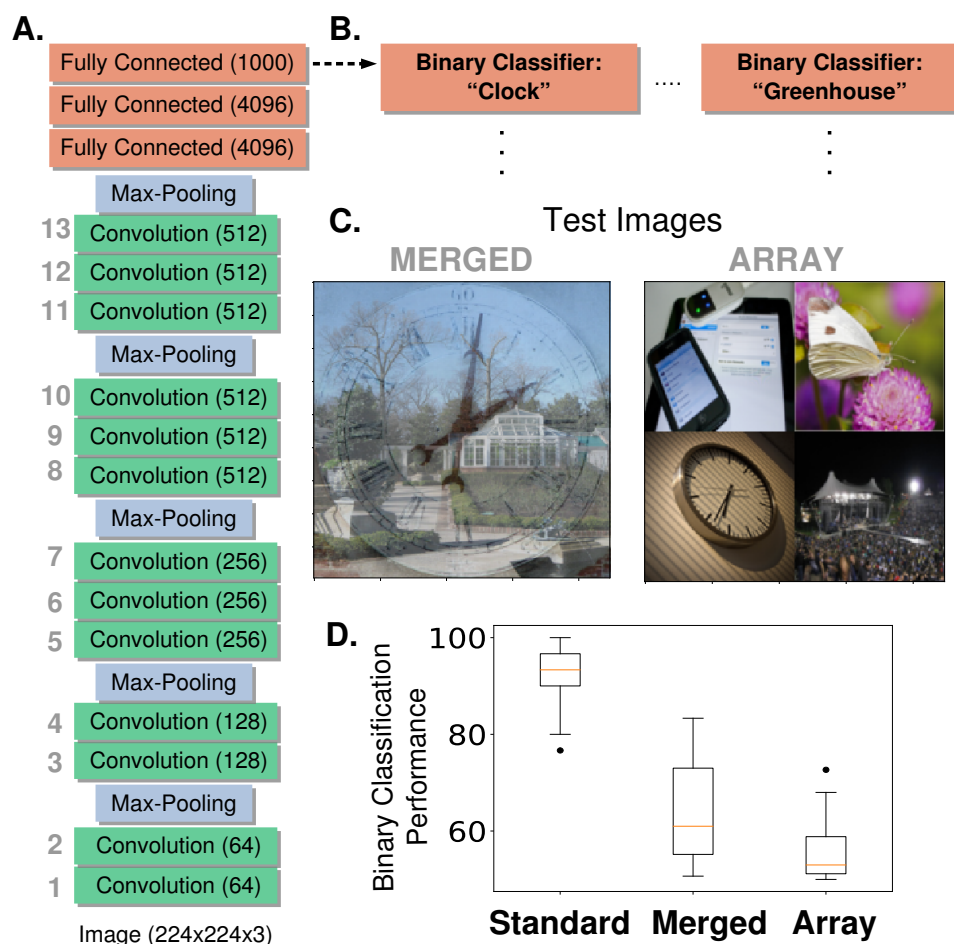 A.
Fully Connected (1000)
Fully Connected (4096)
Fully Connected (4096)
Max-Pooling
13 Convolution (512)
12 Convolution (512)
11 Convolution (512)
Max-Pooling
10 Convolution (512)
9 Convolution (512)
8 Convolution (512)
Max-Pooling
7 Convolution (256)
6 Convolution (256)
5 Convolution (256)
Max-Pooling
4 Convolution (128)
3 Convolution (128)
Max-Pooling
2 Convolution (64)
1 Convolution (64)
Image (224x224x3)
B.
Binary Classifier:
“Clock”
....
Binary Classifier:
“Greenhouse”
C.
Test Images
MERGED
ARRAY
D.
Binary Classification
Performance
100
80
60
Standard
Merged
Array